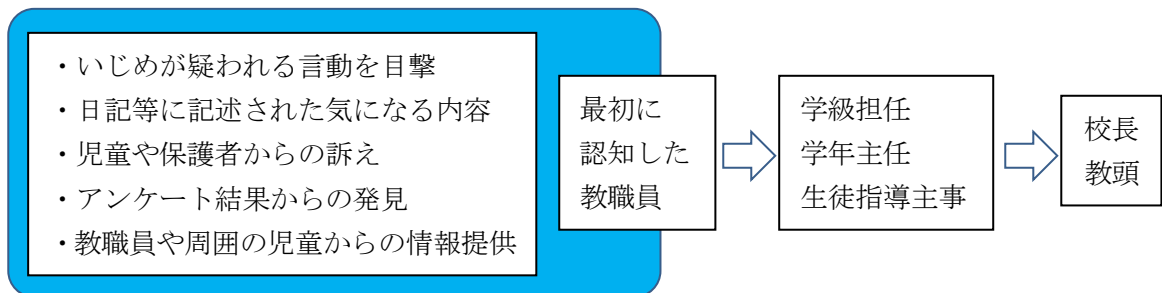 ・いじめが疑われる言動を目撃
・日記等に記述された気になる内容
・児童や保護者からの訴え
・アンケート結果からの発見
・教職員や周囲の児童からの情報提供
最初に
認知した
教職員
学級担任
学年主任
生徒指導主事
校長
教頭